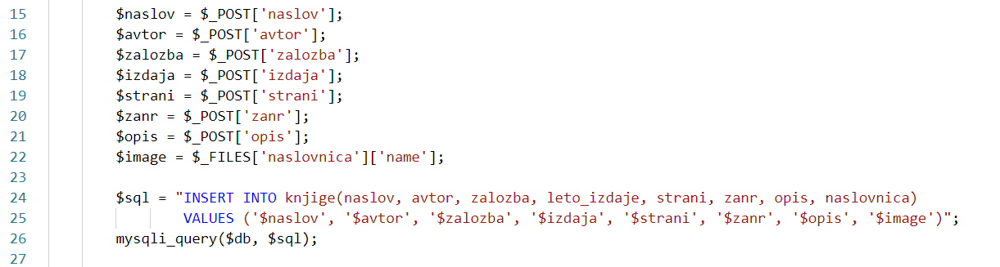 15 $naslov = $_POST['naslov'];
16 $avtor = $_POST['avtor'];
17 $zalozba = $_POST['zalozba'];
18 $izdaja = $_POST['izdaja'];
19 $strani = $_POST['strani'];
20 $zanr = $_POST['zanr'];
21 $opis = $_POST['opis'];
22 $image = $_FILES['naslovnica']['name'];
23
24 $sql = "INSERT INTO knjige(naslov, avtor, zalozba, leto_izdaje, strani, zanr, opis, naslovnica)
25 VALUES ('$naslov', '$avtor', '$zalozba', '$izdaja', '$strani', '$zanr', '$opis', '$image')";
26 mysqli_query($db, $sql);
27